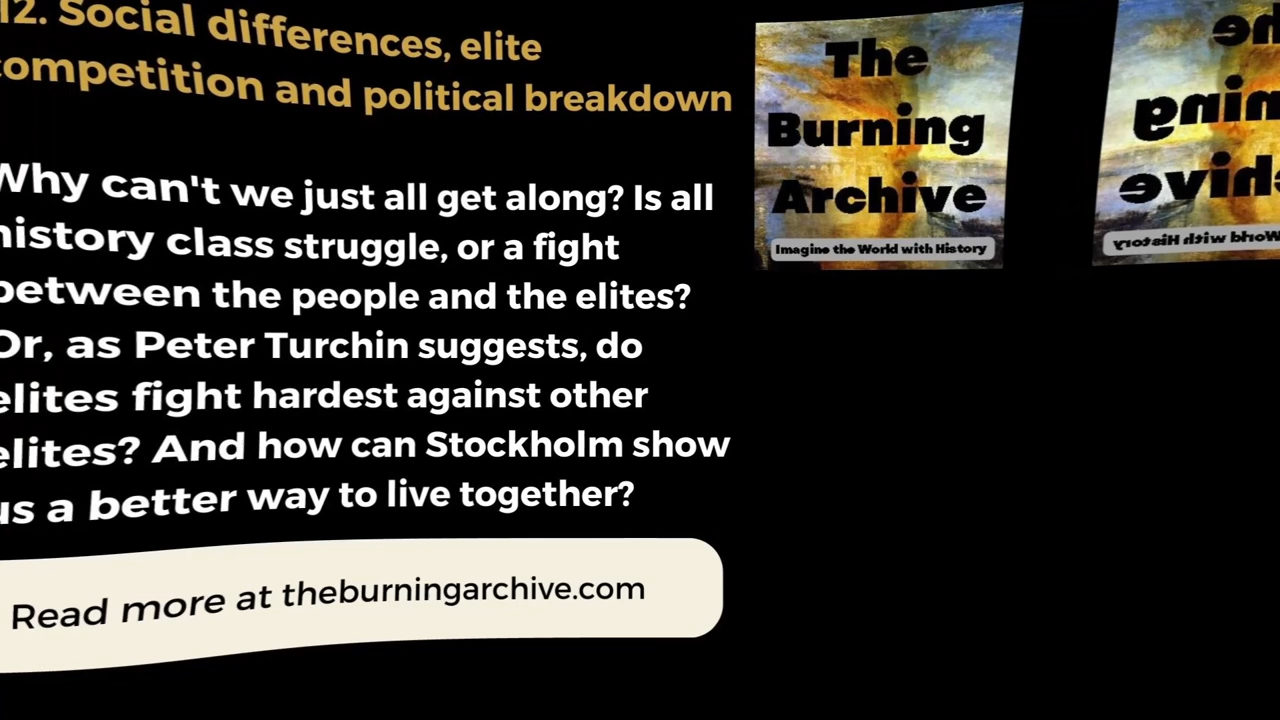 12. Social differences, elite
competition and political breakdown
Why can't we just all get along? Is all
history class struggle, or a fight
between the people and the elites?
Or, as Peter Turchin suggests, do
elites fight hardest against other
elites? And how can Stockholm show
us a better way to live together?
Read more at theburningarchive.com
The
Burning
Archive
Imagine the World with History
World with History